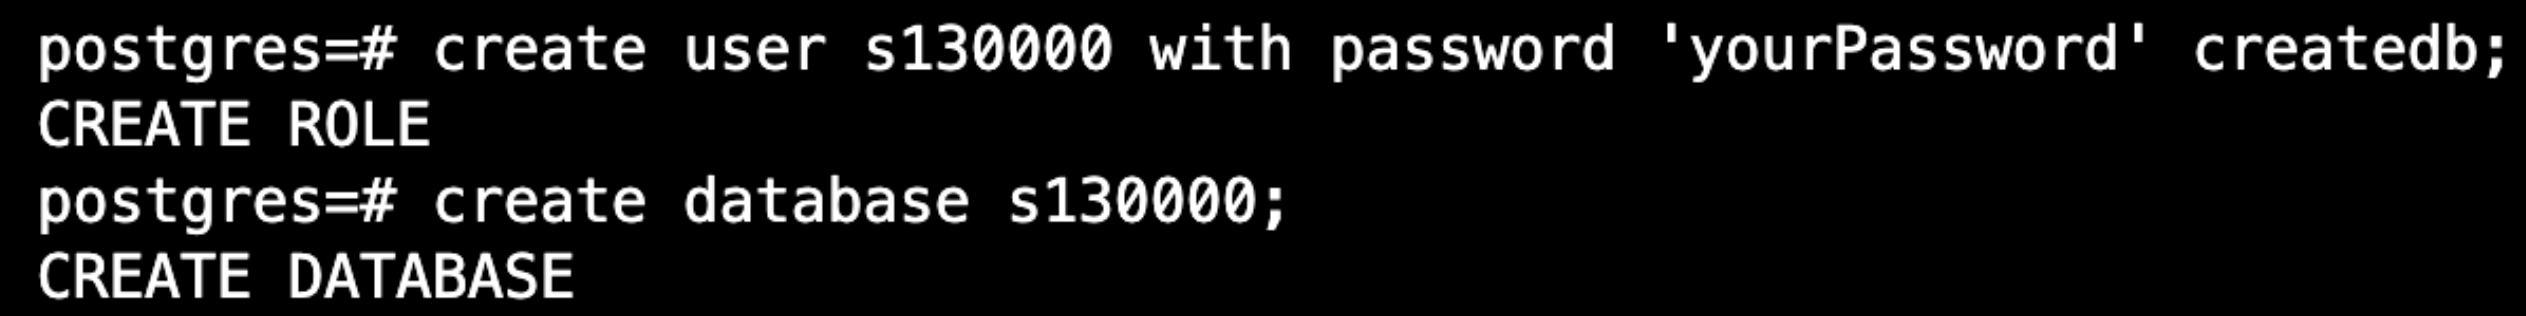 postgres=# create user s130000 with password 'yourPassword' createdb;
CREATE ROLE
postgres=# create database s130000;
CREATE DATABASE